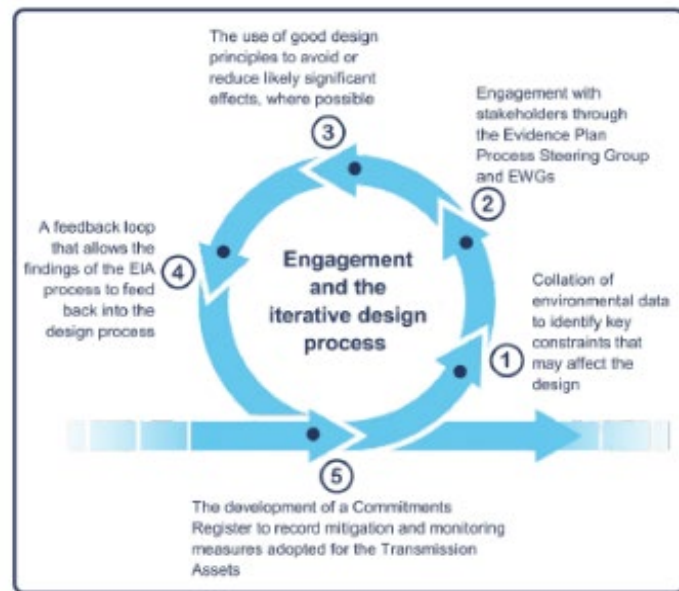 The use of good design
principles to avoid or
reduce likely significant
effects, where possible
3
Engagement with
stakeholders through
the Evidence Plan
Process Steering Group
and EWGs
2
A feedback loop
that allows the
findings of the EIA
process to feed
back into the
design process
4
Engagement
and the
iterative design
process
Collation of
environmental data
to identify key
constraints that
may affect the
design
1
5
The development of a Commitments
Register to record mitigation and monitoring
measures adopted for the Transmission
Assets